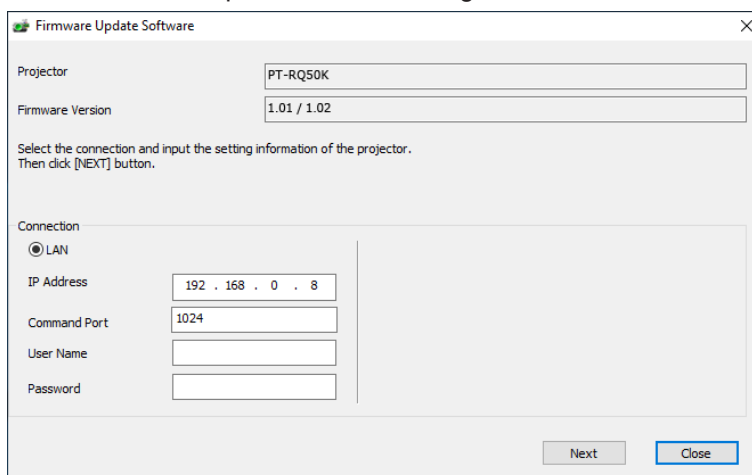 Firmware Update Software
Projector PT-RQ50K
Firmware Version 1.01 / 1.02
Select the connection and input the setting information of the projector.
Then click [NEXT] button.
Connection
LAN
IP Address 192 . 168 . 0 . 8
Command Port 1024
User Name
Password
Next Close